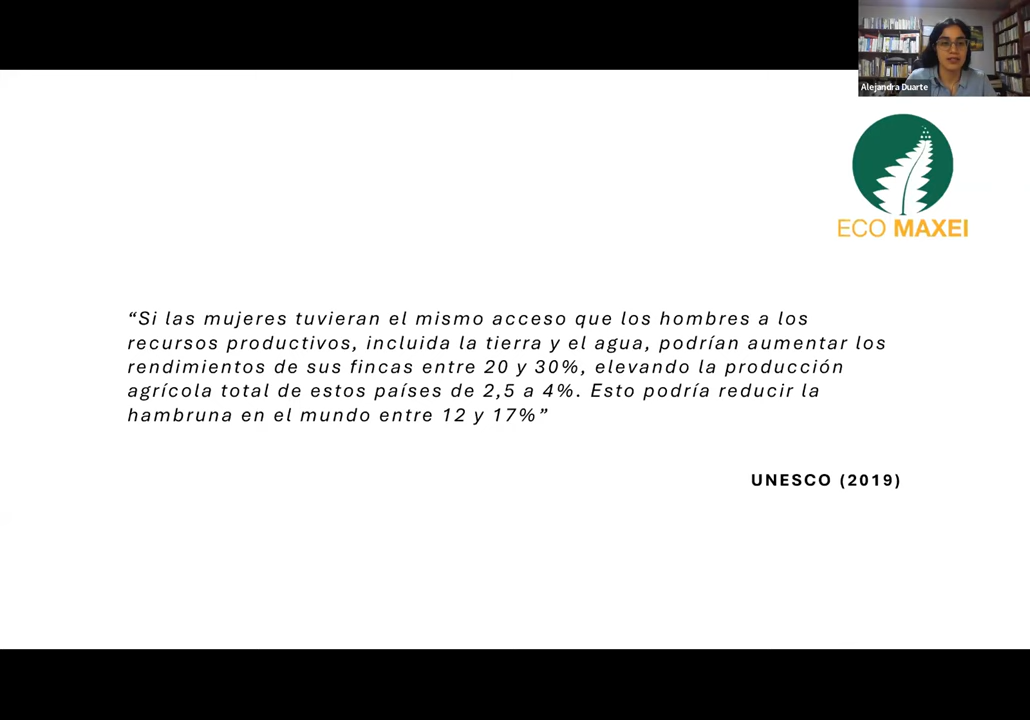 Alejandra Duarte
ECO MAXEI
“Si las mujeres tuvieran el mismo acceso que los hombres a los
recursos productivos, incluida la tierra y el agua, podrían aumentar los
rendimientos de sus fincas entre 20 y 30%, elevando la producción
agrícola total de estos países de 2,5 a 4%. Esto podría reducir la
hambruna en el mundo entre 12 y 17%”
UNESCO (2019)